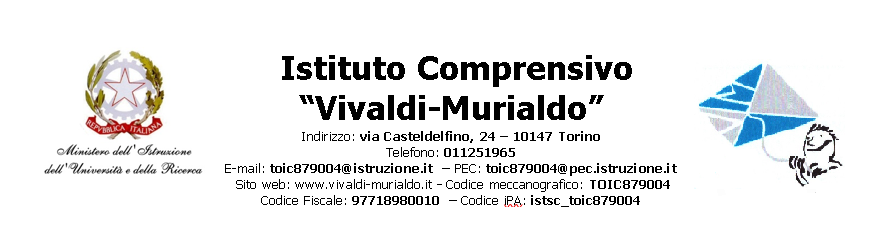 Istituto Comprensivo
“Vivaldi-Murialdo”
Indirizzo: via Casteldelfino, 24 – 10147 Torino
Telefono: 011251965
E-mail: toic879004@istruzione.it – PEC: toic879004@pec.istruzione.it
Sito web: www.vivaldi-murialdo.it - Codice meccanografico: TOIC879004
Codice Fiscale: 97718980010 – Codice iPA: istsc_toic879004
REPVBBLICA ITALIANA
Ministero dell'Istruzione
dell'Università e della Ricerca